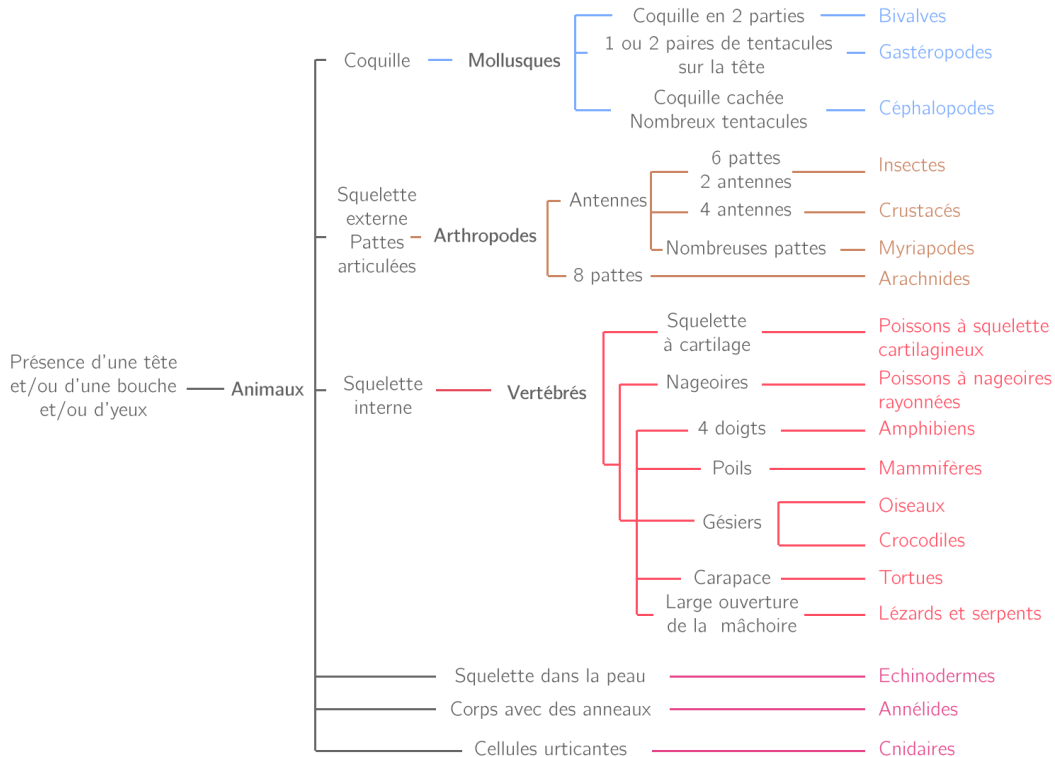 Présence d'une tête
et/ou d'une bouche
et/ou d'yeux
Animaux
Coquille
Mollusques
Coquille en 2 parties
Bivalves
1 ou 2 paires de tentacules
sur la tête
Gastéropodes
Coquille cachée
Nombreux tentacules
Céphalopodes
Squelette
externe
Pattes
articulées
Arthropodes
Antennes
6 pattes
2 antennes
Insectes
4 antennes
Crustacés
Nombreuses pattes
Myriapodes
8 pattes
Arachnides
Squelette
interne
Vertébrés
Squelette
à cartilage
Poissons à squelette
cartilagineux
Nageoires
Poissons à nageoires
rayonnées
4 doigts
Amphibiens
Poils
Mammifères
Gésiers
Oiseaux
Crocodiles
Carapace
Tortues
Large ouverture
de la mâchoire
Lézards et serpents
Squelette dans la peau
Echinodermes
Corps avec des anneaux
Annélides
Cellules urticantes
Cnidaires